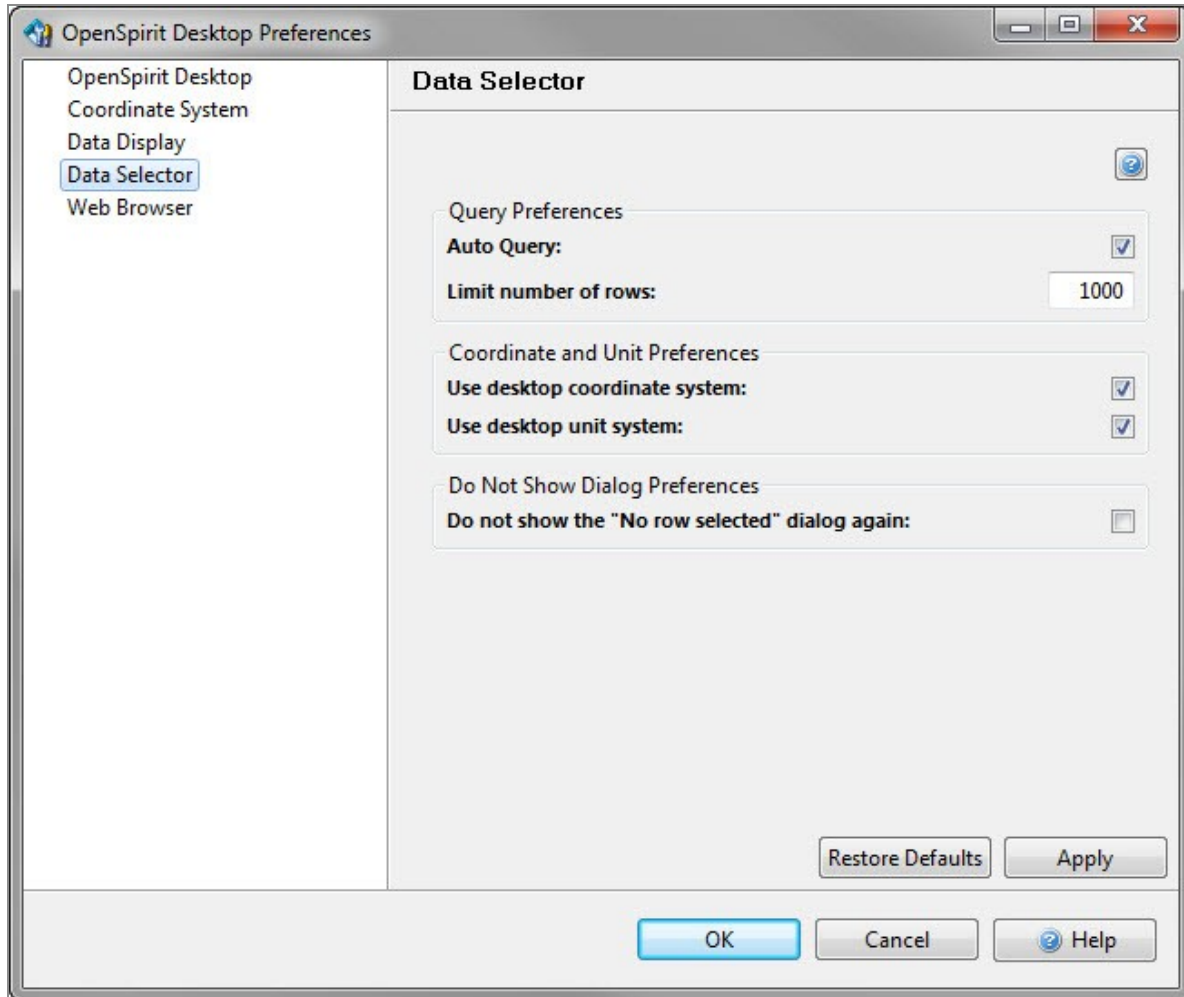 OpenSpirit Desktop Preferences
OpenSpirit Desktop
Coordinate System
Data Display
Data Selector
Web Browser
Data Selector
Query Preferences
Auto Query:
Limit number of rows: 1000
Coordinate and Unit Preferences
Use desktop coordinate system:
Use desktop unit system:
Do Not Show Dialog Preferences
Do not show the "No row selected" dialog again:
Restore Defaults Apply
OK Cancel Help